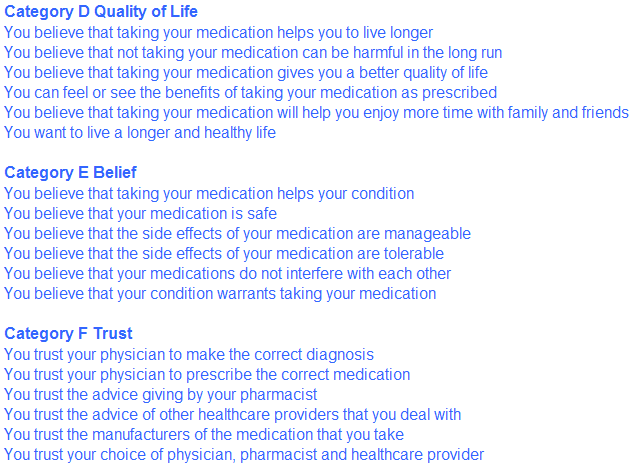 Category D Quality of Life
You believe that taking your medication helps you to live longer
You believe that not taking your medication can be harmful in the long run
You believe that taking your medication gives you a better quality of life
You can feel or see the benefits of taking your medication as prescribed
You believe that taking your medication will help you enjoy more time with family and friends
You want to live a longer and healthy life
Category E Belief
You believe that taking your medication helps your condition
You believe that your medication is safe
You believe that the side effects of your medication are manageable
You believe that the side effects of your medication are tolerable
You believe that your medications do not interfere with each other
You believe that your condition warrants taking your medication
Category F Trust
You trust your physician to make the correct diagnosis
You trust your physician to prescribe the correct medication
You trust the advice giving by your pharmacist
You trust the advice of other healthcare providers that you deal with
You trust the manufacturers of the medication that you take
You trust your choice of physician, pharmacist and healthcare provider